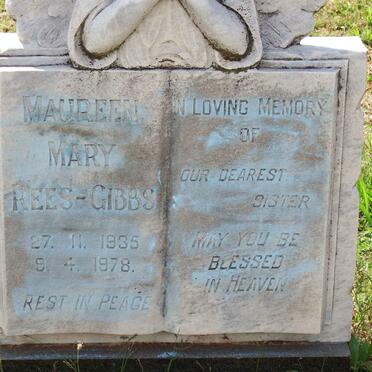 MAUREEN
MARY
REES-GIBBS
27. 11. 1935
9. 4. 1978.
REST IN PEACE
IN LOVING MEMORY
OF
OUR DEAREST
SISTER
MAY YOU BE
BLESSED
IN HEAVEN